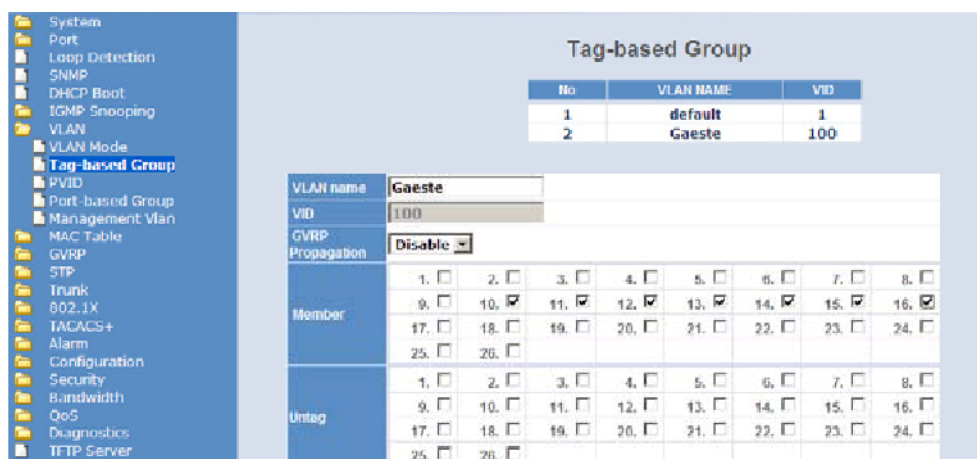 System
Port
Loop Detection
SNMP
DHCP Boot
IGMP Snooping
VLAN
VLAN Mode
Tag-based Group
PVID
Port-based Group
Management Vlan
MAC Table
GVRP
STP
Trunk
802.1X
TACACS+
Alarm
Configuration
Security
Bandwidth
QoS
Diagnostics
TFTP Server
Tag-based Group
No VLAN NAME VID
1 default 1
2 Gaeste 100
VLAN name Gaeste
VID 100
GVRP Propagation Disable
Member
1. 2. 3. 4. 5. 6. 7. 8.
9. 10. 11. 12. 13. 14. 15. 16.
17. 18. 19. 20. 21. 22. 23. 24.
25. 26.
Untag
1. 2. 3. 4. 5. 6. 7. 8.
9. 10. 11. 12. 13. 14. 15. 16.
17. 18. 19. 20. 21. 22. 23. 24.
25. 26.